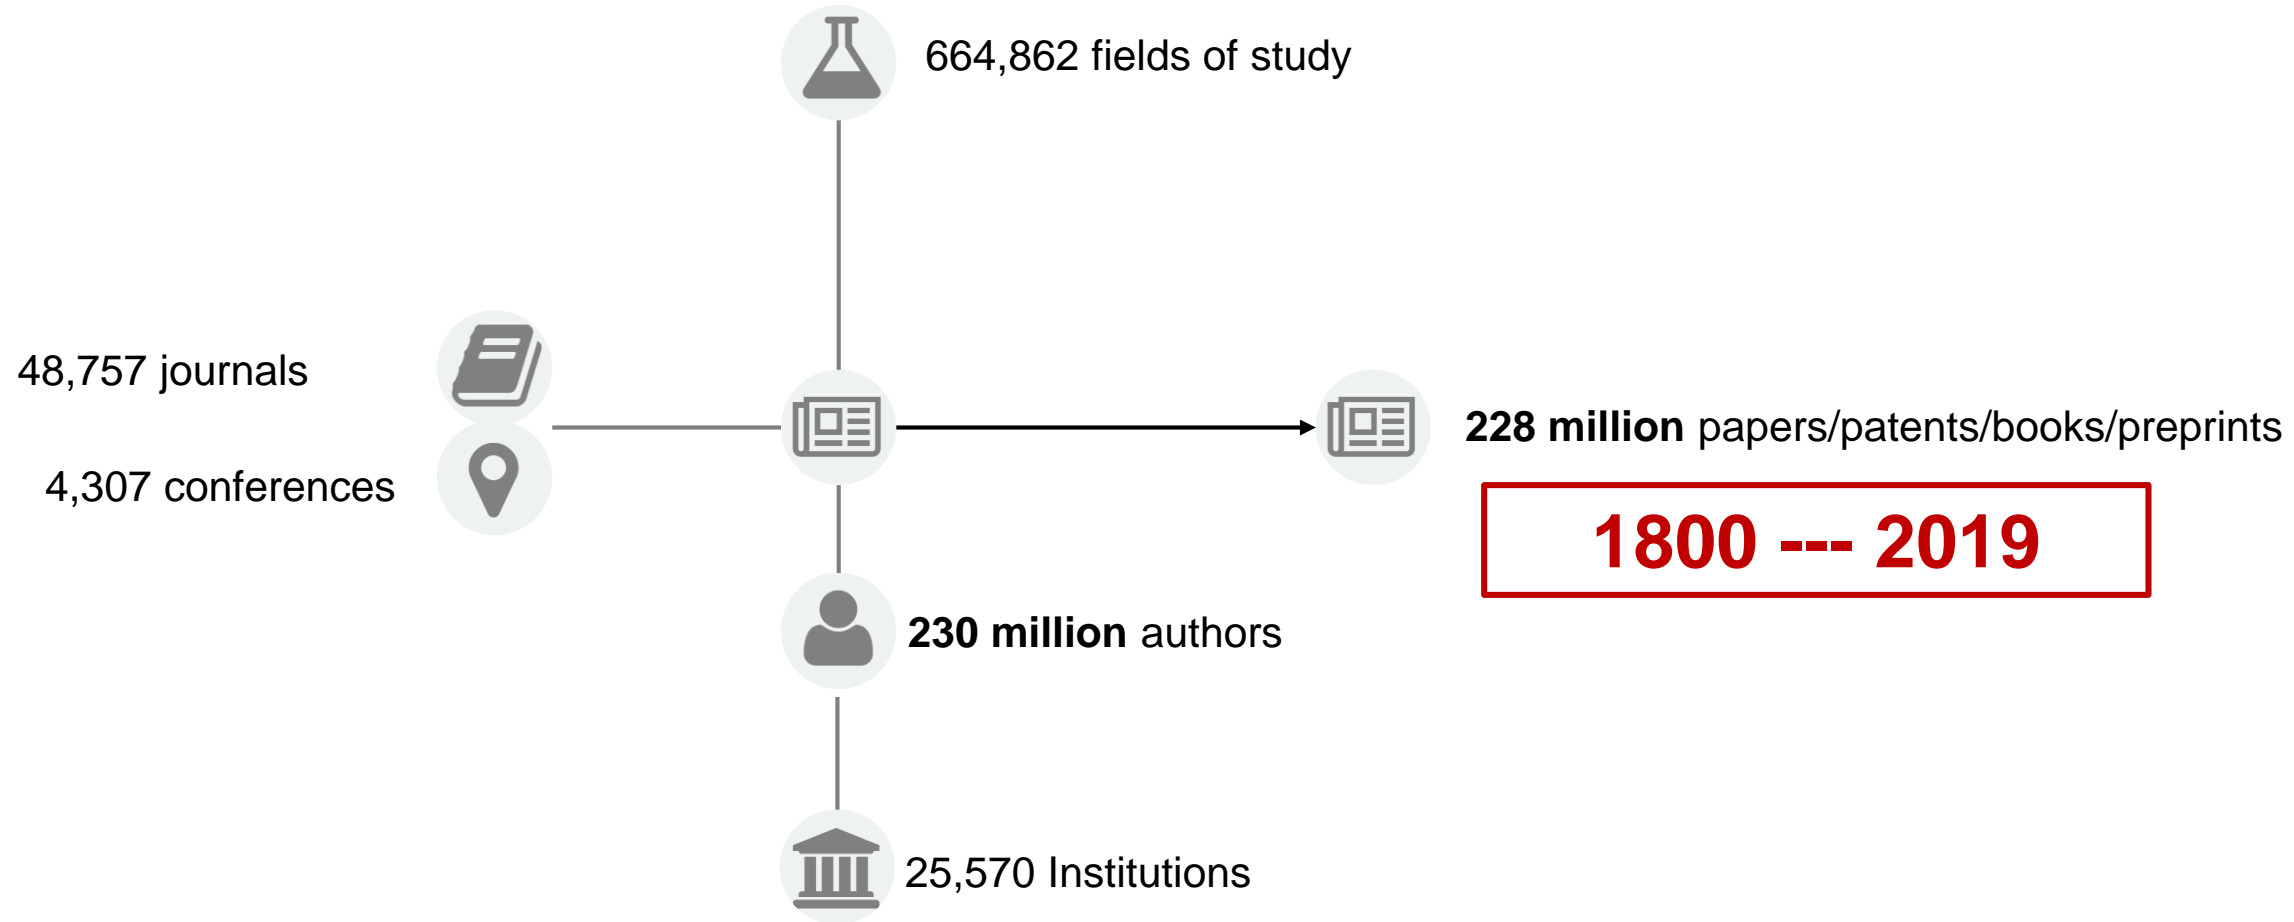 664,862 fields of study
48,757 journals
4,307 conferences
228 million papers/patents/books/preprints
1800 --- 2019
230 million authors
25,570 Institutions